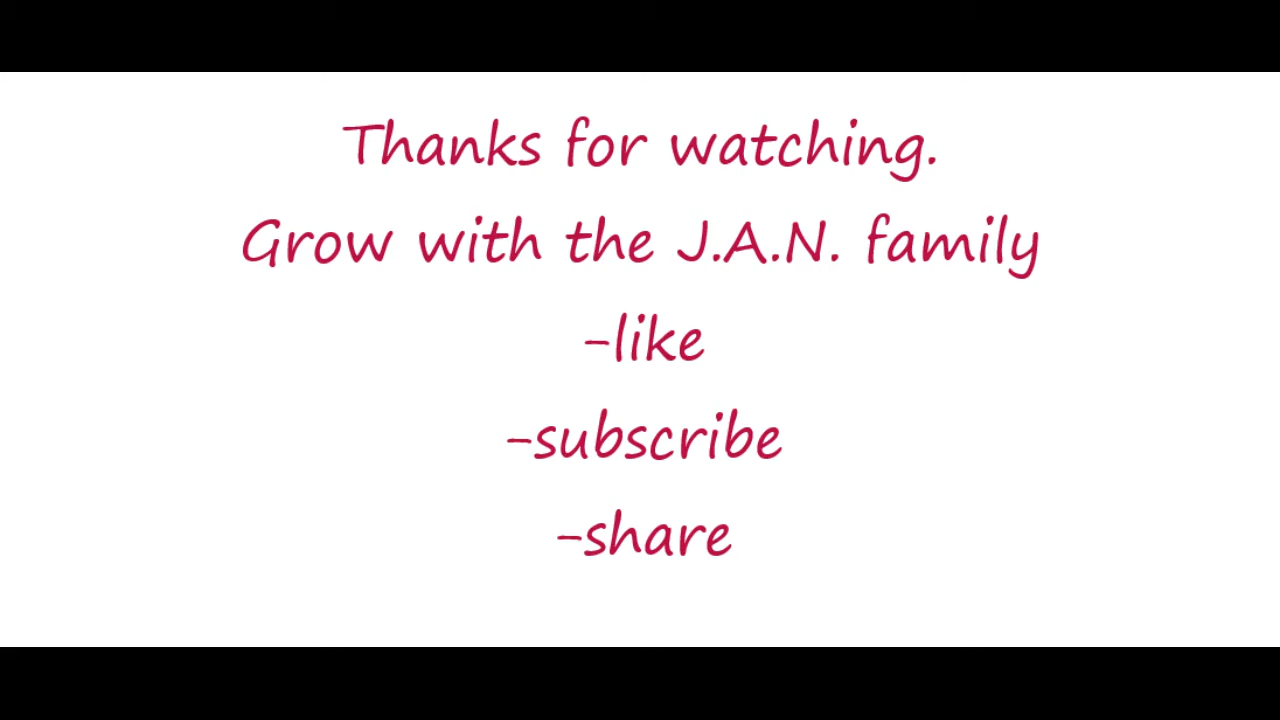 Thanks for watching.
Grow with the J.A.N. family
-like
-subscribe
-share